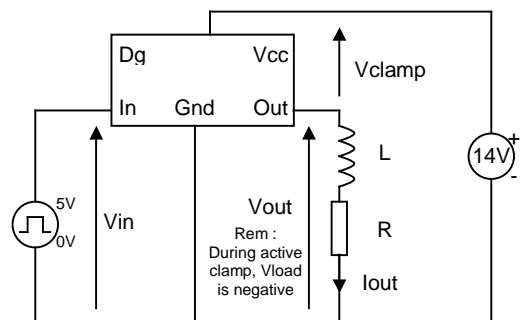 Dg
Vcc
Vclamp
In
Gnd
Out
14V
+
-
L
5V
0V
Vin
Vout
R
Rem :
During active
clamp, Vload
is negative
Iout